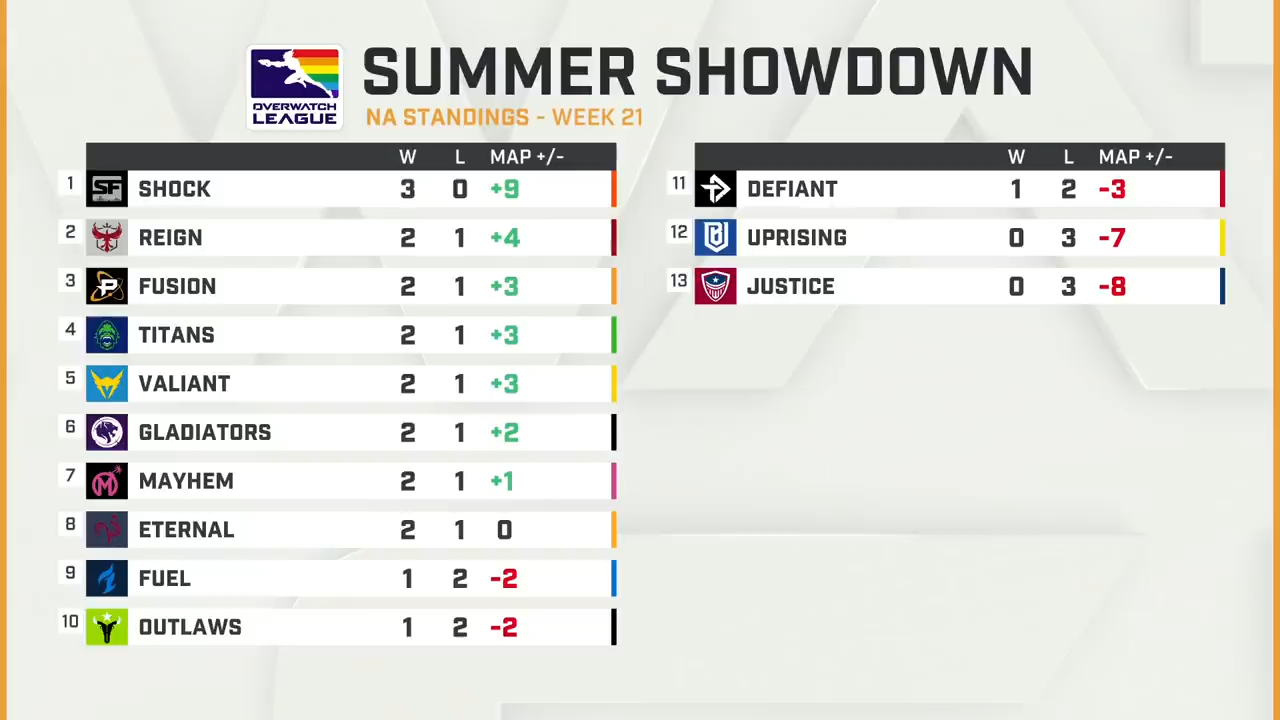 SUMMER SHOWDOWN
OVERWATCH
LEAGUE
NA STANDINGS - WEEK 21
W L MAP +/-
1 SF SHOCK 3 0 +9
2 REIGN 2 1 +4
3 P FUSION 2 1 +3
4 TITANS 2 1 +3
5 VALIANT 2 1 +3
6 GLADIATORS 2 1 +2
7 M MAYHEM 2 1 +1
8 ETERNAL 2 1 0
9 FUEL 1 2 -2
10 OUTLAWS 1 2 -2
W L MAP +/-
11 DEFIANT 1 2 -3
12 UPRISING 0 3 -7
13 JUSTICE 0 3 -8